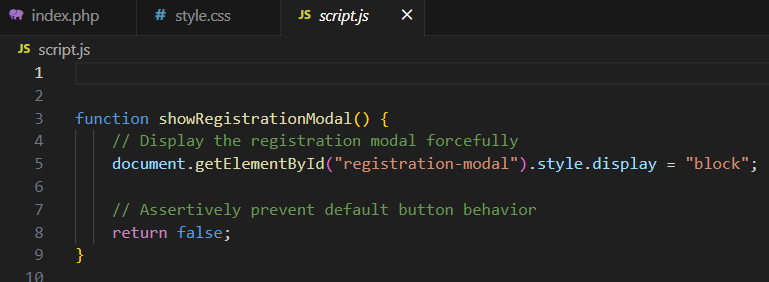 index.php
# style.css
JS script.js ×
JS script.js
1
2
3 function showRegistrationModal() {
4 // Display the registration modal forcefully
5 document.getElementById("registration-modal").style.display = "block";
6
7 // Assertively prevent default button behavior
8 return false;
9 }
10